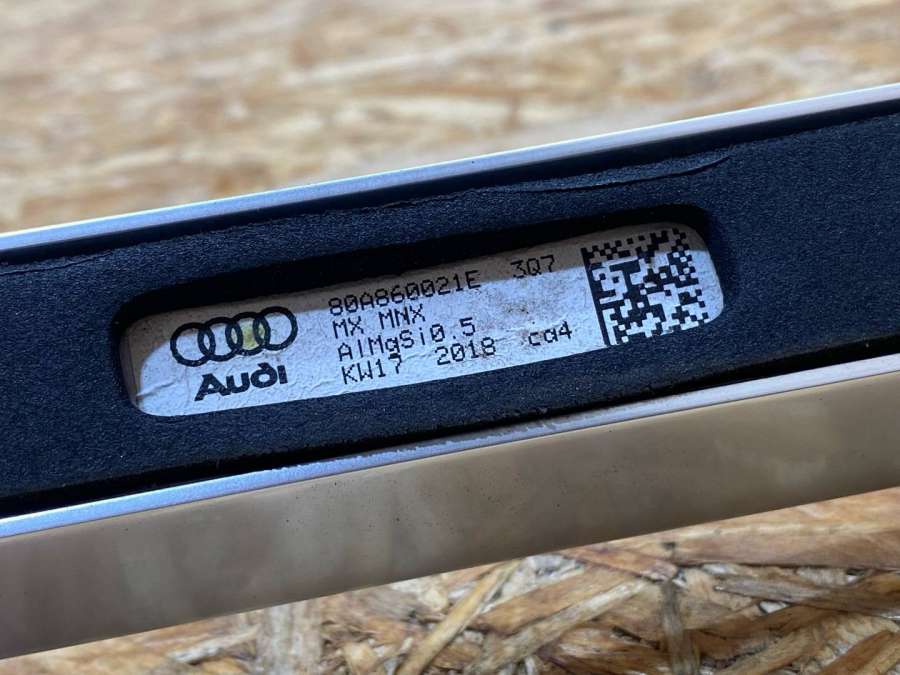 80A860021E 3Q7
MX MNX
AlMgSi0.5
KW17 2018 ca4
Audi